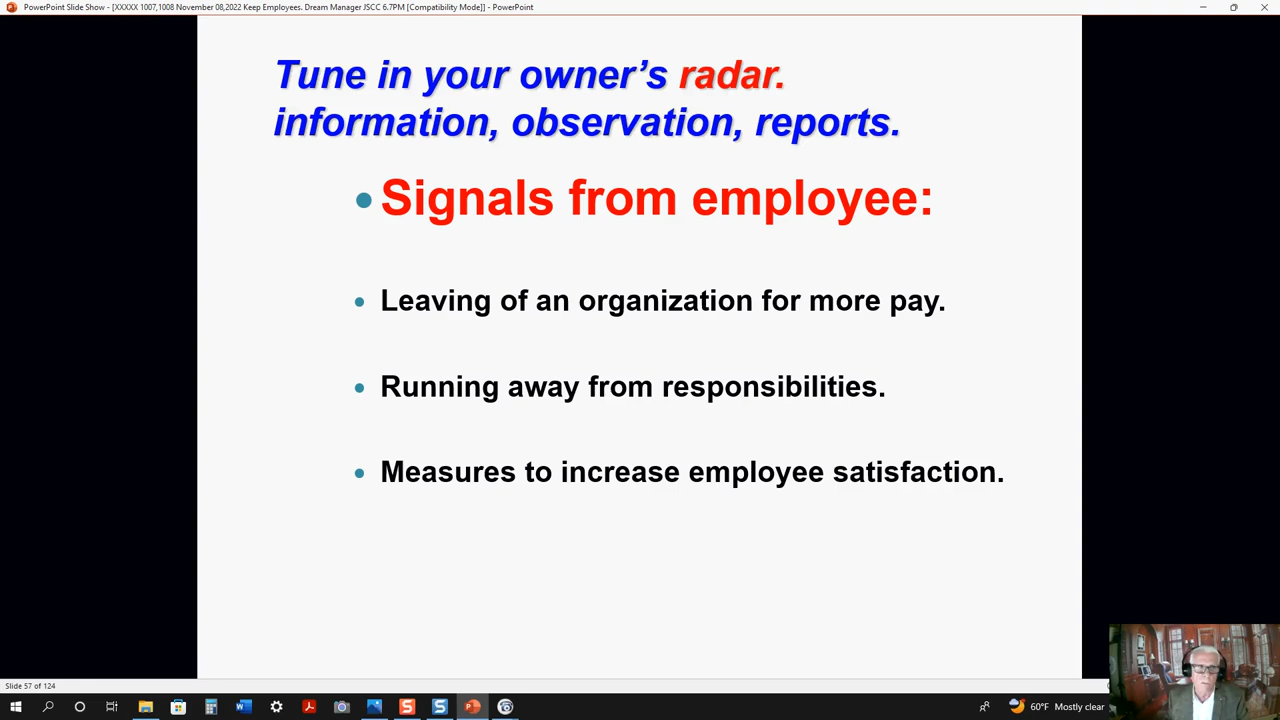 PowerPoint Slide Show - [XXXXX 1007,1008 November 08,2022 Keep Employees. Dream Manager JSCC 6.7PM [Compatibility Mode]] - PowerPoint
Tune in your owner’s radar.
information, observation, reports.
• Signals from employee:
• Leaving of an organization for more pay.
• Running away from responsibilities.
• Measures to increase employee satisfaction.
Slide 57 of 124
60°F Mostly clear